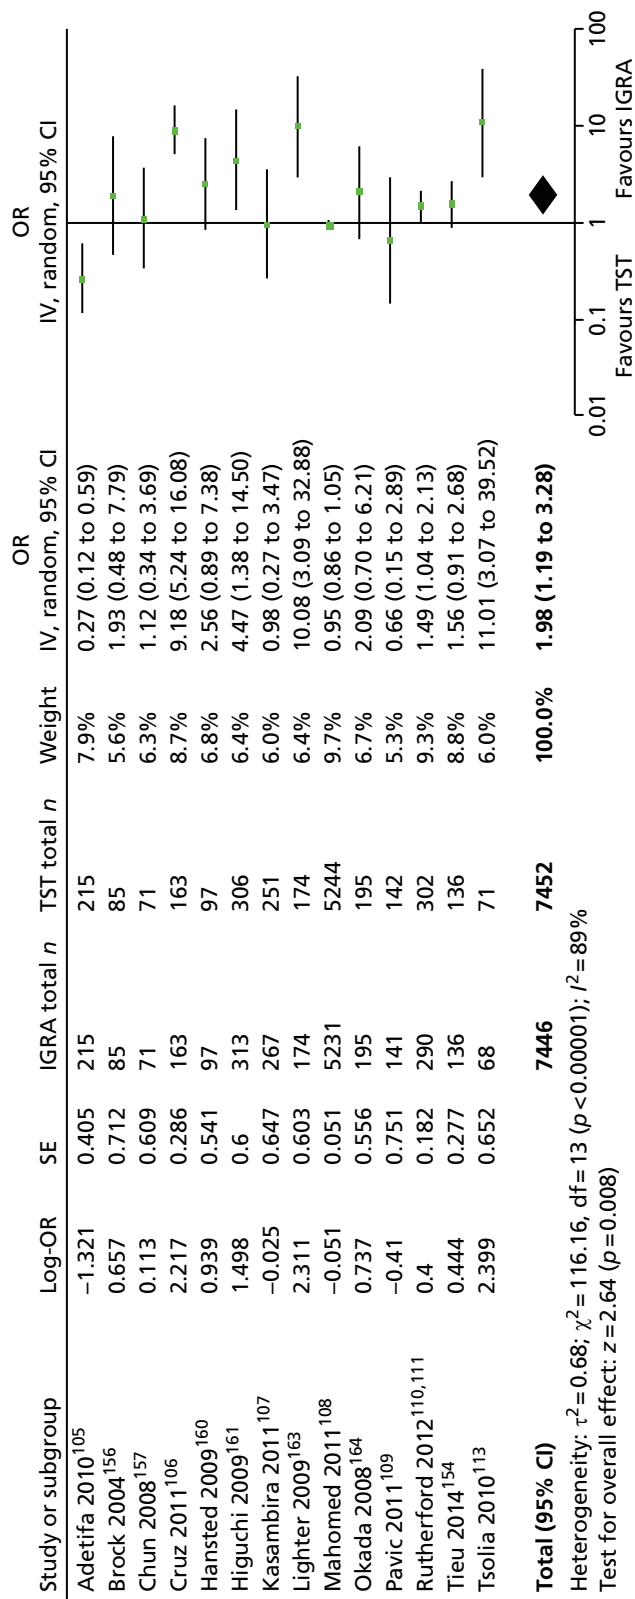 OR OR
Study or subgroup Log-OR SE IGRA total n TST total n Weight IV, random, 95% CI IV, random, 95% CI
Adetifa 2010105 −1.321 0.405 215 215 7.9% 0.27 (0.12 to 0.59)
Brock 2004156 0.657 0.712 85 85 5.6% 1.93 (0.48 to 7.79)
Chun 2008157 0.113 0.609 71 71 6.3% 1.12 (0.34 to 3.69)
Cruz 2011106 2.217 0.286 163 163 8.7% 9.18 (5.24 to 16.08)
Hansted 2009160 0.939 0.541 97 97 6.8% 2.56 (0.89 to 7.38)
Higuchi 2009161 1.498 0.6 313 306 6.4% 4.47 (1.38 to 14.50)
Kasambira 2011107 −0.025 0.647 267 251 6.0% 0.98 (0.27 to 3.47)
Lighter 2009163 2.311 0.603 174 174 6.4% 10.08 (3.09 to 32.88)
Mahomed 2011108 −0.051 0.051 5231 5244 9.7% 0.95 (0.86 to 1.05)
Okada 2008164 0.737 0.556 195 195 6.7% 2.09 (0.70 to 6.21)
Pavic 2011109 −0.41 0.751 141 142 5.3% 0.66 (0.15 to 2.89)
Rutherford 2012110,111 0.4 0.182 290 302 9.3% 1.49 (1.04 to 2.13)
Tieu 2014154 0.444 0.277 136 136 8.8% 1.56 (0.91 to 2.68)
Tsolia 2010113 2.399 0.652 68 71 6.0% 11.01 (3.07 to 39.52)
Total (95% CI) 7446 7452 100.0% 1.98 (1.19 to 3.28)
Heterogeneity: τ2 = 0.68; χ2 = 116.16, df = 13 (p < 0.00001); I2 = 89%
Test for overall effect: z = 2.64 (p = 0.008)
0.01 0.1 1 10 100
Favours TST Favours IGRA